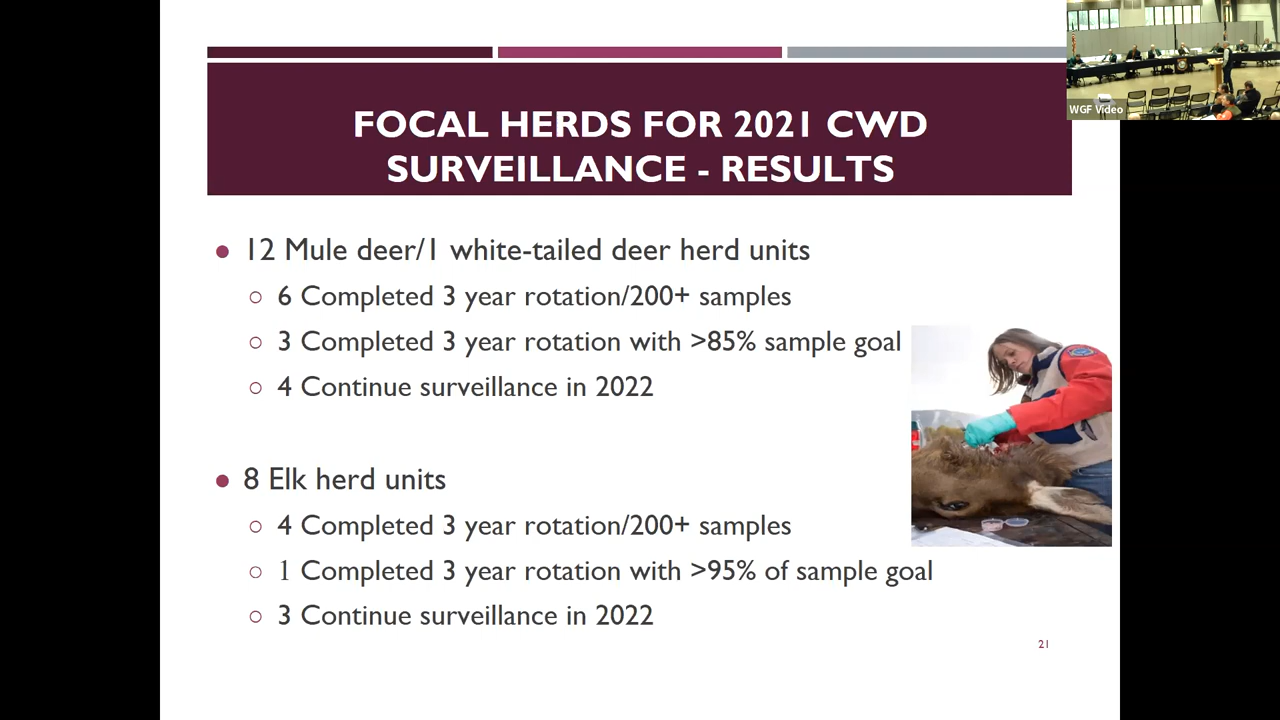 WGF Video
FOCAL HERDS FOR 2021 CWD
SURVEILLANCE - RESULTS
12 Mule deer/1 white-tailed deer herd units
6 Completed 3 year rotation/200+ samples
3 Completed 3 year rotation with >85% sample goal
4 Continue surveillance in 2022
8 Elk herd units
4 Completed 3 year rotation/200+ samples
1 Completed 3 year rotation with >95% of sample goal
3 Continue surveillance in 2022
21